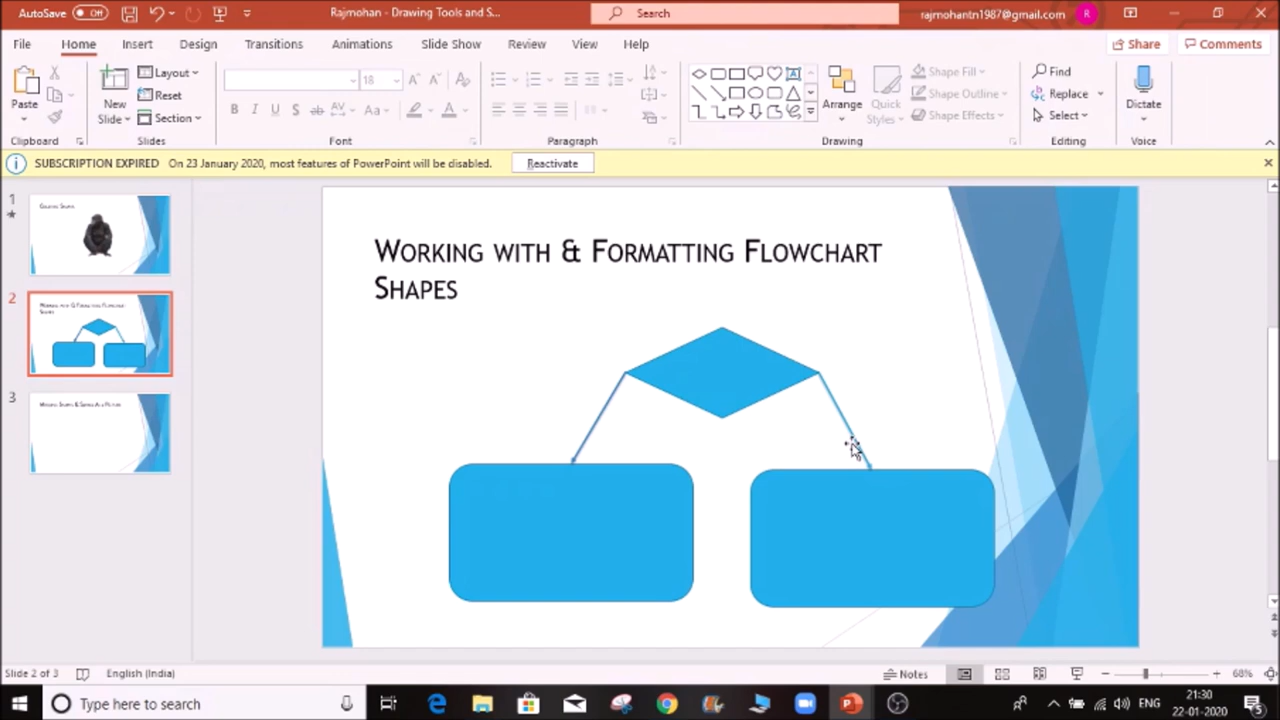 AutoSave Off
Rajmohan - Drawing Tools and S...
Search
rajmohantn1987@gmail.com R
File Home Insert Design Transitions Animations Slide Show Review View Help Share Comments
Paste
Clipboard
New Slide
Layout
Reset
Section
Slides
18
Font
Paragraph
Arrange
Quick Styles
Shape Fill
Shape Outline
Shape Effects
Drawing
Find
Replace
Select
Editing
Dictate
Voice
SUBSCRIPTION EXPIRED On 23 January 2020, most features of PowerPoint will be disabled. Reactivate
1
2
3
Working with & Formatting Flowchart
Shapes
Slide 2 of 3 English (India) Notes 68%
Type here to search
ENG
21:30
22-01-2020
5